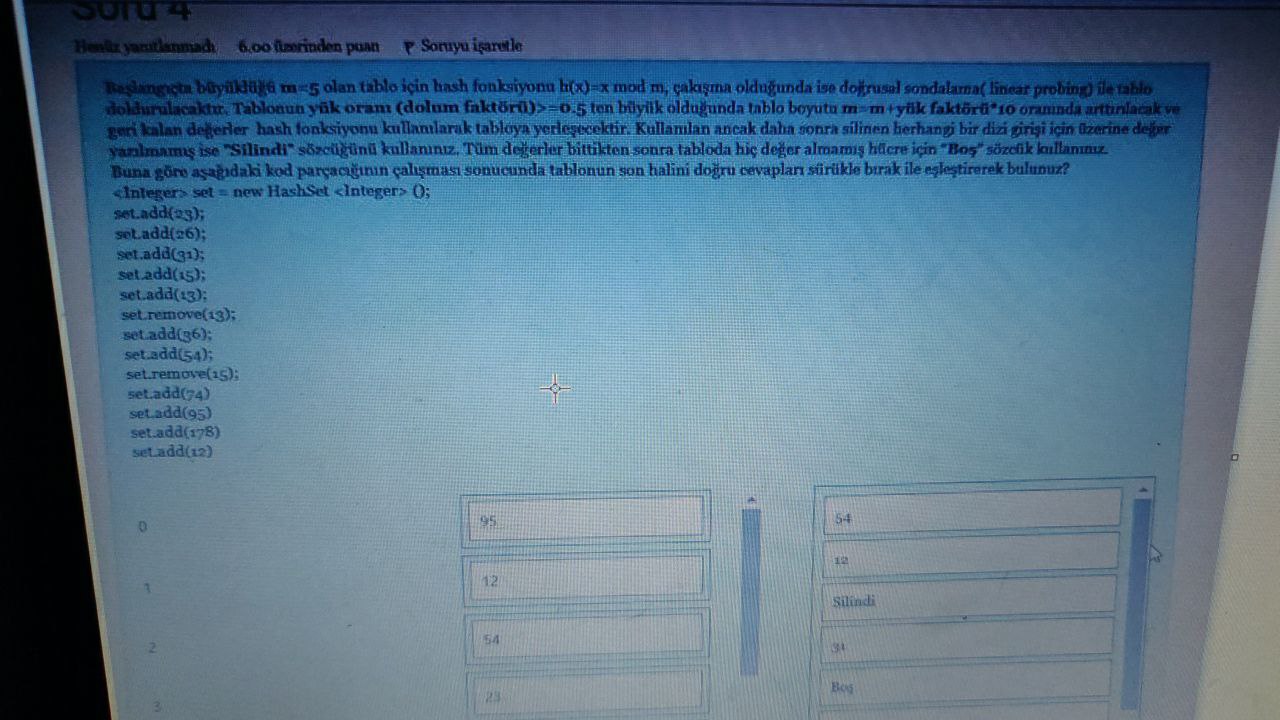 Soru 4
Henüz yanıtlanmadı 6,00 üzerinden puan Soruyu işaretle
Başlangıçta büyüklüğü m=5 olan tablo için hash fonksiyonu h(x)=x mod m, çakışma olduğunda ise doğrusal sondalama( linear probing) ile tablo
doldurulacaktır. Tablonun yük oranı (dolum faktörü)>=0.5 ten büyük olduğunda tablo boyutu m=m+yük faktörü*10 oranında arttırılacak ve
geri kalan değerler hash fonksiyonu kullanılarak tabloya yerleşecektir. Kullanılan ancak daha sonra silinen herhangi bir dizi girişi için üzerine değer
yazılmamış ise "Silindi" sözcüğünü kullanınız. Tüm değerler bittikten sonra tabloda hiç değer almamış hücre için "Boş" sözcük kullanınız.
Buna göre aşağıdaki kod parçacığının çalışması sonucunda tablonun son halini doğru cevapları sürükle bırak ile eşleştirerek bulunuz?
<Integer> set = new HashSet <Integer> ();
set.add(23);
set.add(26);
set.add(31);
set.add(15);
set.add(13);
set.remove(13);
set.add(36);
set.add(54);
set.remove(15);
set.add(74)
set.add(95)
set.add(178)
set.add(12)
0 95 54
1 12 12
Silindi
2 54 31
3 23 Boş